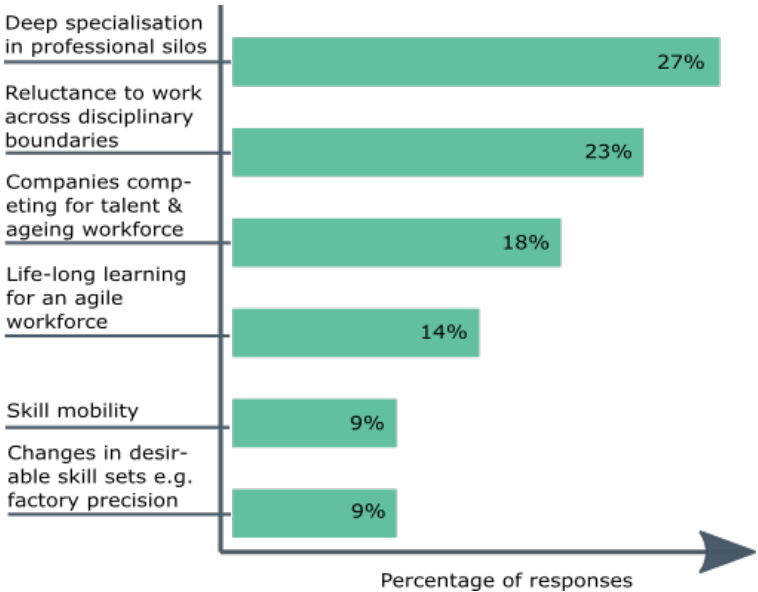 Deep specialisation
in professional silos
27%
Reluctance to work
across disciplinary
boundaries
23%
Companies comp-
eting for talent &
ageing workforce
18%
Life-long learning
for an agile
workforce
14%
Skill mobility
9%
Changes in desir-
able skill sets e.g.
factory precision
9%
Percentage of responses